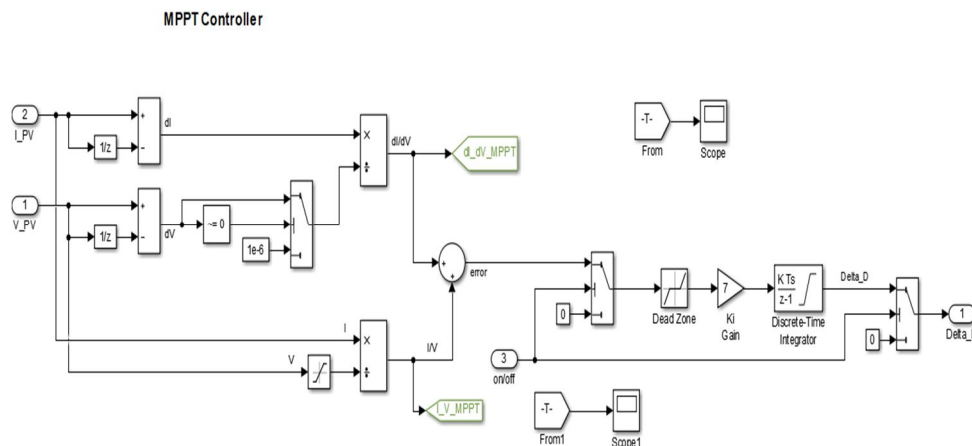 MPPT Controller
2
I_PV
1/z
+
−
dI
×
÷
dI/dV
dI_dV_MPPT
-T-
From
Scope
1
V_PV
1/z
+
−
dV
~= 0
1e-6
+
+
error
0
Dead Zone
7
Ki
Gain
K Ts
z-1
Discrete-Time
Integrator
Delta_D
0
1
I
V
×
÷
I/V
3
on/off
I_V_MPPT
-T-
From1
Scope1